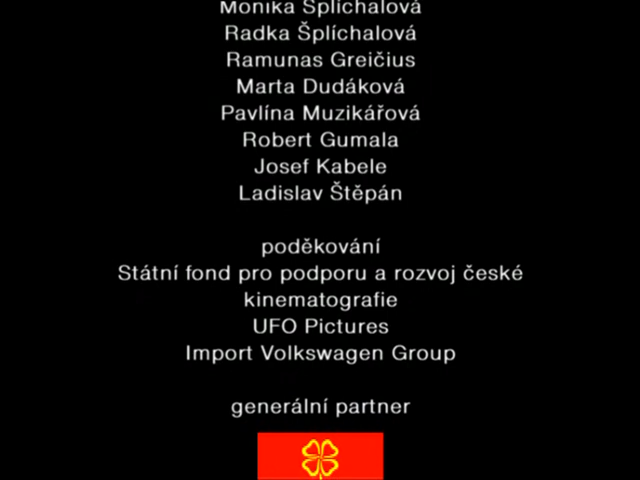 Monika Šplíchalová
Radka Šplíchalová
Ramunas Greičius
Marta Dudáková
Pavlína Muzikářová
Robert Gumala
Josef Kabele
Ladislav Štěpán
poděkování
Státní fond pro podporu a rozvoj české
kinematografie
UFO Pictures
Import Volkswagen Group
generální partner